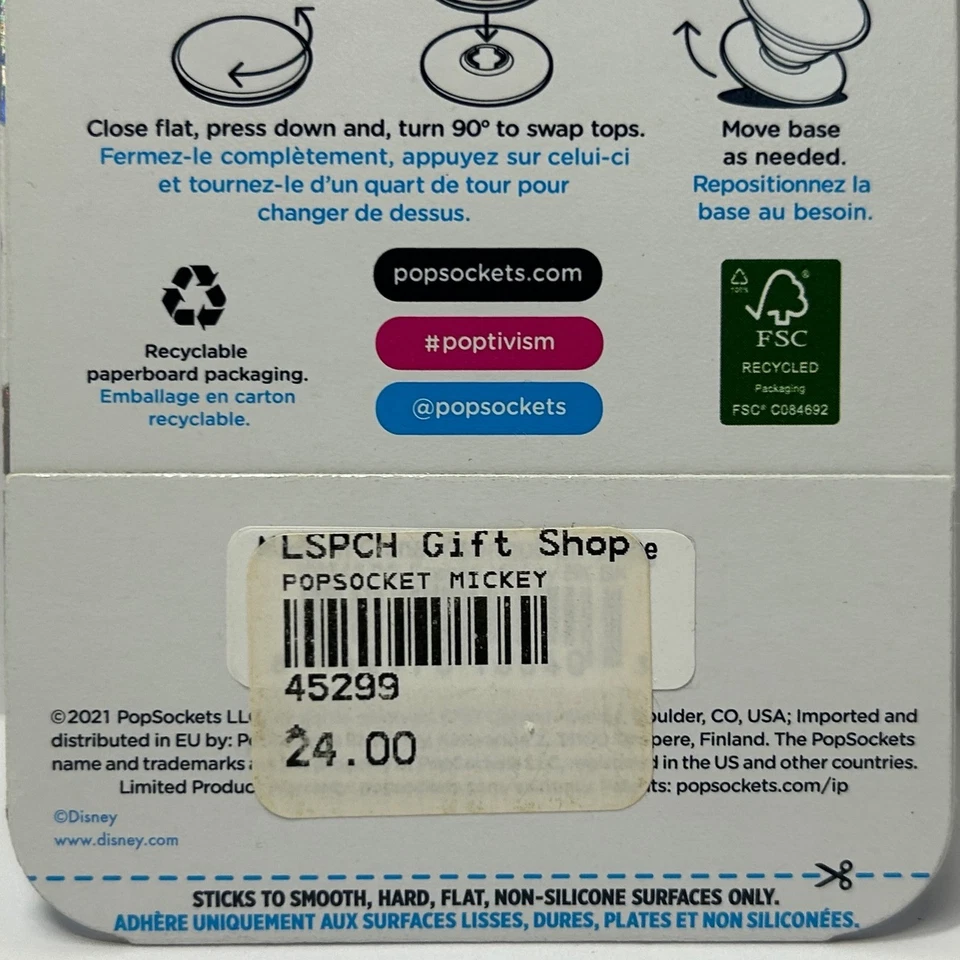 Close flat, press down and, turn 90° to swap tops.
Fermez-le complètement, appuyez sur celui-ci
et tournez-le d'un quart de tour pour
changer de dessus.
Move base
as needed.
Repositionnez la
base au besoin.
Recyclable
paperboard packaging.
Emballage en carton
recyclable.
popsockets.com
#poptivism
@popsockets
100%
®
FSC
RECYCLED
Packaging
FSC® C084692
LSPCH Gift Shop
POPSOCKET MICKEY
45299
24.00
©2021 PopSockets oulder, CO, USA; Imported and
distributed in EU by: pere, Finland. The PopSockets
name and trademarks in the US and other countries.
Limited popsockets.com/ip
©Disney
www.disney.com
STICKS TO SMOOTH, HARD, FLAT, NON-SILICONE SURFACES ONLY.
ADHÈRE UNIQUEMENT AUX SURFACES LISSES, DURES, PLATES ET NON SILICONÉES.